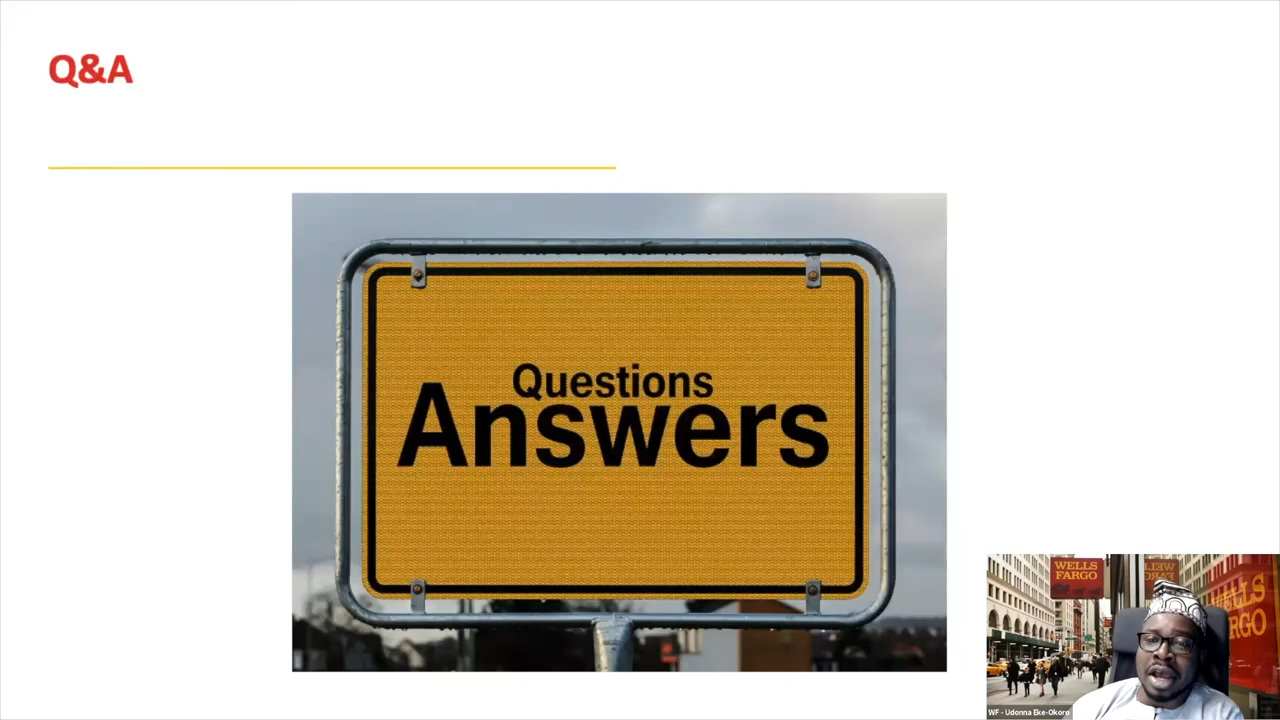 Q&A
Questions
Answers
WELLS
FARGO
WELLS
FARGO
WF - Udonna Eke-Okoro